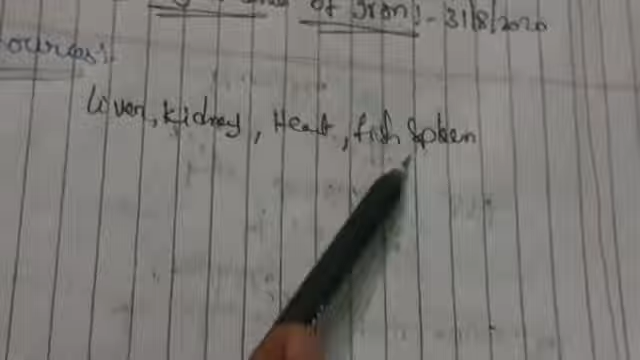 of Iron:- 31/8/2020
Sources:
Liver, kidney, Heart, fish Spleen